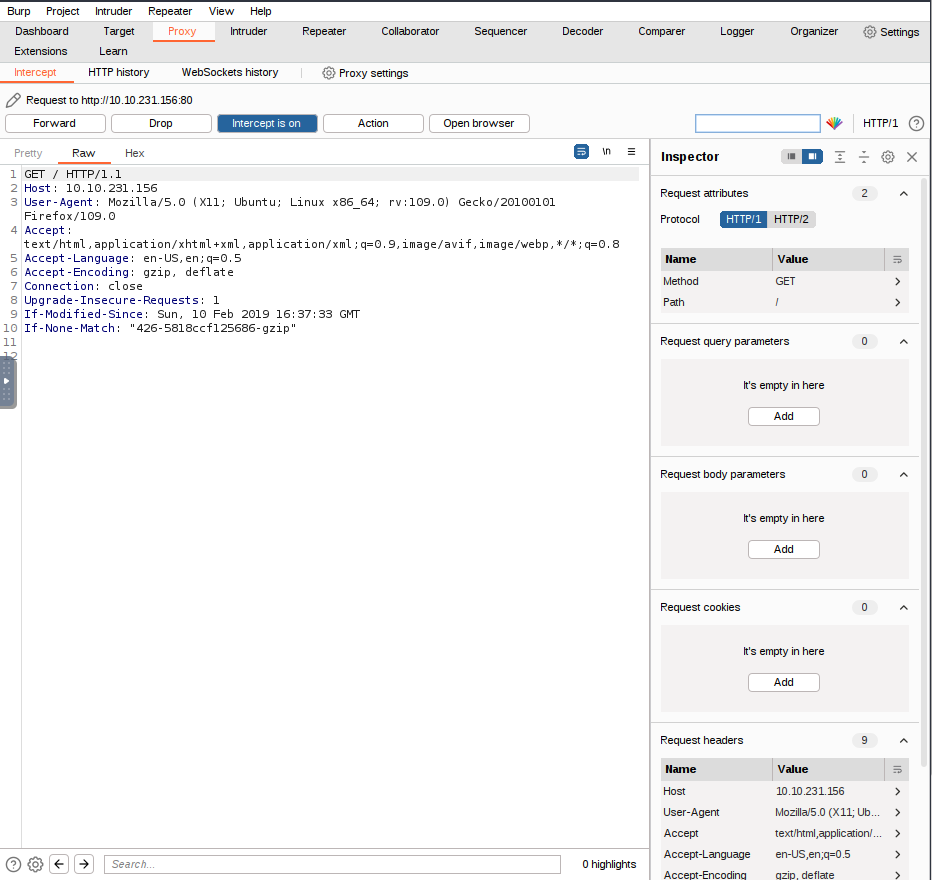 Burp Project Intruder Repeater View Help
Dashboard Target Proxy Intruder Repeater Collaborator Sequencer Decoder Comparer Logger Organizer Settings
Extensions Learn
Intercept HTTP history WebSockets history Proxy settings
Request to http://10.10.231.156:80
Forward Drop Intercept is on Action Open browser HTTP/1 ?
Pretty Raw Hex \n
1 GET / HTTP/1.1
2 Host: 10.10.231.156
3 User-Agent: Mozilla/5.0 (X11; Ubuntu; Linux x86_64; rv:109.0) Gecko/20100101
Firefox/109.0
4 Accept:
text/html,application/xhtml+xml,application/xml;q=0.9,image/avif,image/webp,*/*;q=0.8
5 Accept-Language: en-US,en;q=0.5
6 Accept-Encoding: gzip, deflate
7 Connection: close
8 Upgrade-Insecure-Requests: 1
9 If-Modified-Since: Sun, 10 Feb 2019 16:37:33 GMT
10 If-None-Match: "426-5818ccf125686-gzip"
11
12
Inspector
Request attributes 2
Protocol HTTP/1 HTTP/2
Name Value
Method GET
Path /
Request query parameters 0
It's empty in here
Add
Request body parameters 0
It's empty in here
Add
Request cookies 0
It's empty in here
Add
Request headers 9
Name Value
Host 10.10.231.156
User-Agent Mozilla/5.0 (X11; Ub...
Accept text/html,application/...
Accept-Language en-US,en;q=0.5
Accept-Encoding gzip, deflate
? Search... 0 highlights